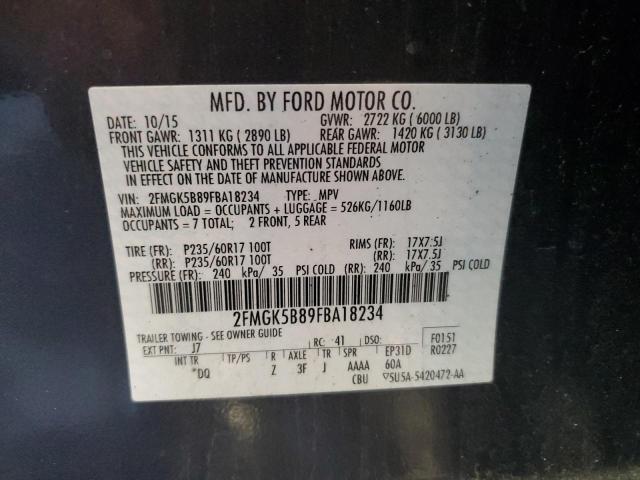 MFD. BY FORD MOTOR CO.
DATE: 10/15 GVWR: 2722 KG ( 6000 LB)
FRONT GAWR: 1311 KG ( 2890 LB) REAR GAWR: 1420 KG ( 3130 LB)
THIS VEHICLE CONFORMS TO ALL APPLICABLE FEDERAL MOTOR
VEHICLE SAFETY AND THEFT PREVENTION STANDARDS
IN EFFECT ON THE DATE OF MANUFACTURE SHOWN ABOVE.
VIN: 2FMGK5B89FBA18234 TYPE: MPV
MAXIMUM LOAD = OCCUPANTS + LUGGAGE = 526KG/1160LB
OCCUPANTS = 7 TOTAL; 2 FRONT, 5 REAR
TIRE (FR): P235/60R17 100T RIMS (FR): 17X7.5J
(RR): P235/60R17 100T (RR): 17X7.5J
PRESSURE (FR): 240 kPa/ 35 PSI COLD (RR): 240 kPa/ 35 PSI COLD
2FMGK5B89FBA18234
TRAILER TOWING - SEE OWNER GUIDE
EXT PNT: J7 RC: 41 DSO: F0151
INT TR TP/PS R AXLE TR SPR EP31D R0227
*DQ Z 3F J AAAA 60A
CBU 5U5A-5420472-AA